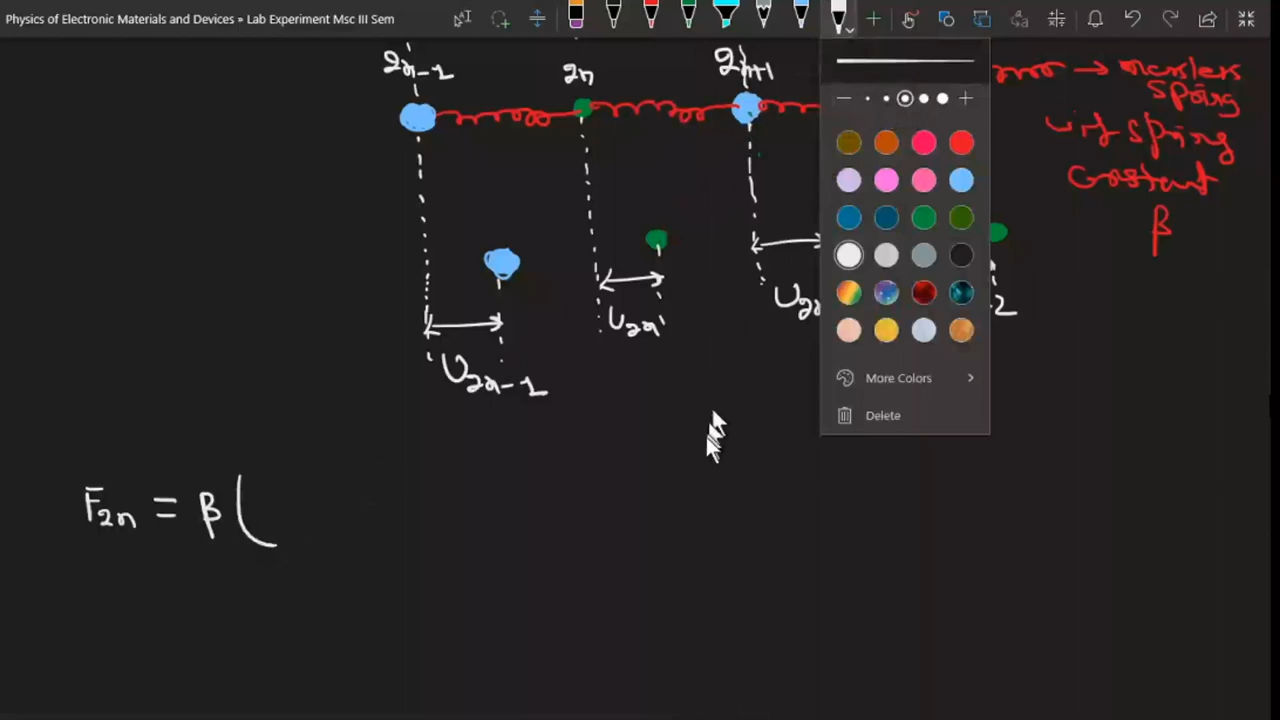 Physics of Electronic Materials and Devices » Lab Experiment Msc III Sem
2n-1 2n 2n+1
→ massless
spring
with spring
constant
β
U2n
U2n-1
More Colors
Delete
F2n = β (